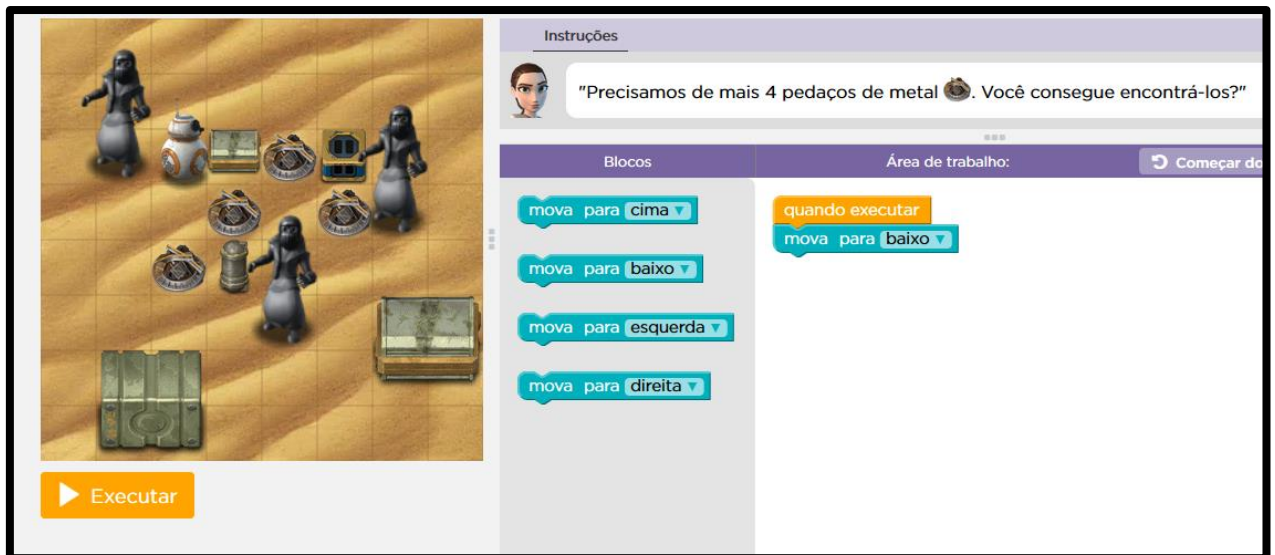 Instruções
"Precisamos de mais 4 pedaços de metal . Você consegue encontrá-los?"
Blocos
Área de trabalho:
Começar do
mova para cima
mova para baixo
mova para esquerda
mova para direita
quando executar
mova para baixo
Executar